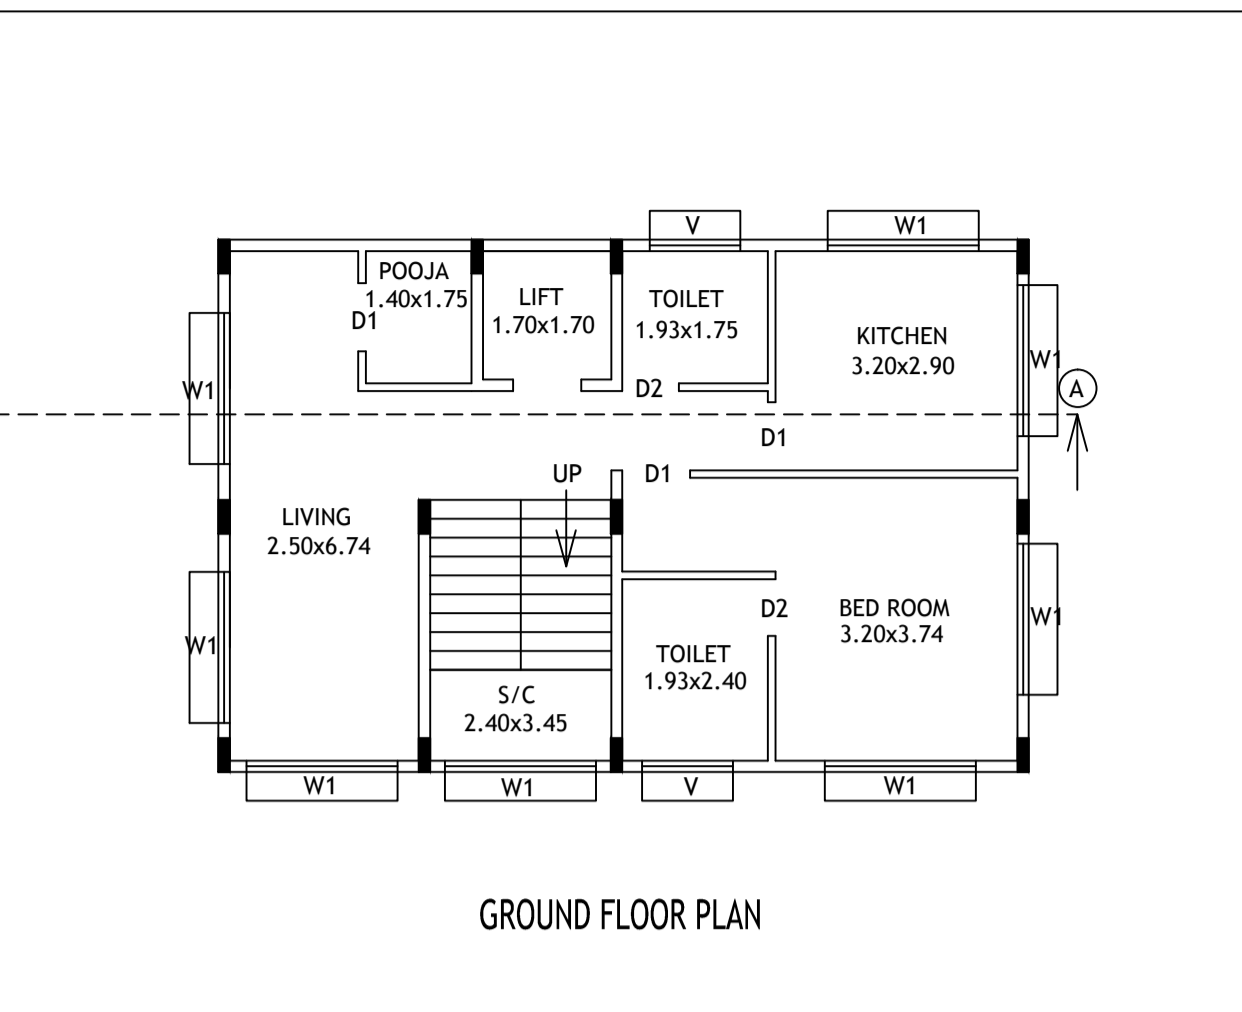 V
W1
POOJA
1.40x1.75
LIFT
1.70x1.70
TOILET
1.93x1.75
D1
KITCHEN
3.20x2.90
W1
W1
D2
A
D1
UP
D1
LIVING
2.50x6.74
D2
BED ROOM
3.20x3.74
W1
W1
TOILET
1.93x2.40
S/C
2.40x3.45
W1
W1
V
W1
GROUND FLOOR PLAN